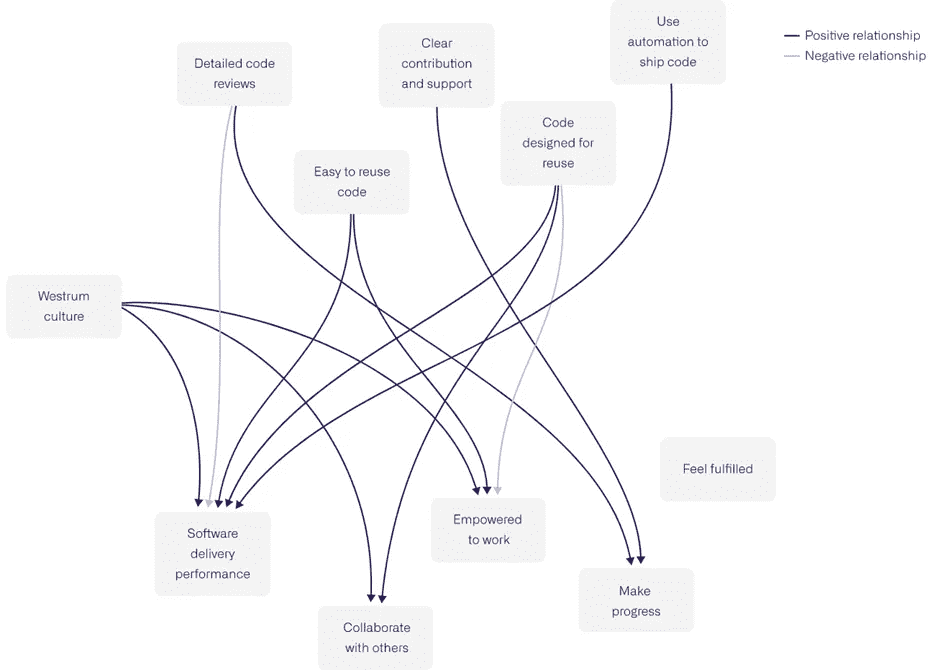 Use
automation to
ship code
Positive relationship
Negative relationship
Clear
contribution
and support
Detailed code
reviews
Code
designed for
reuse
Easy to reuse
code
Westrum
culture
Feel fulfilled
Empowered
to work
Software
delivery
performance
Make
progress
Collaborate
with others